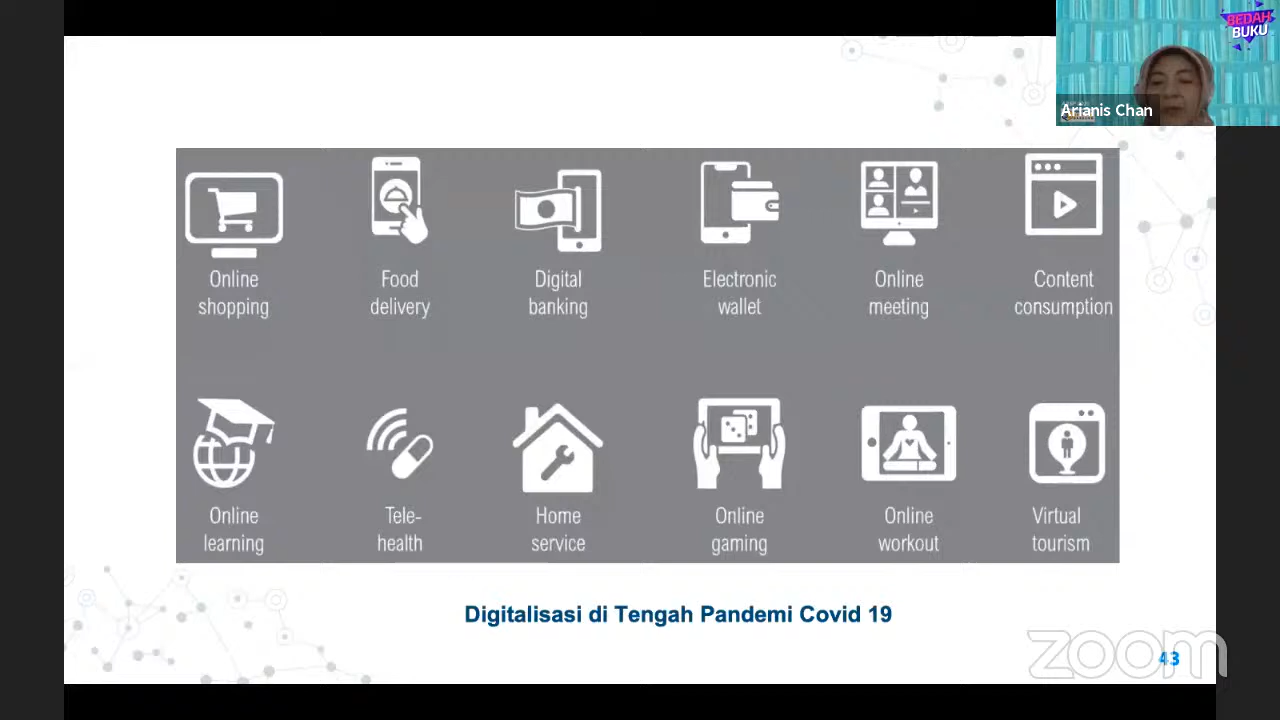 BEDAH
BUKU
Arianis Chan
Online
shopping
Food
delivery
Digital
banking
Electronic
wallet
Online
meeting
Content
consumption
Online
learning
Tele-
health
Home
service
Online
gaming
Online
workout
Virtual
tourism
Digitalisasi di Tengah Pandemi Covid 19
zoom
43